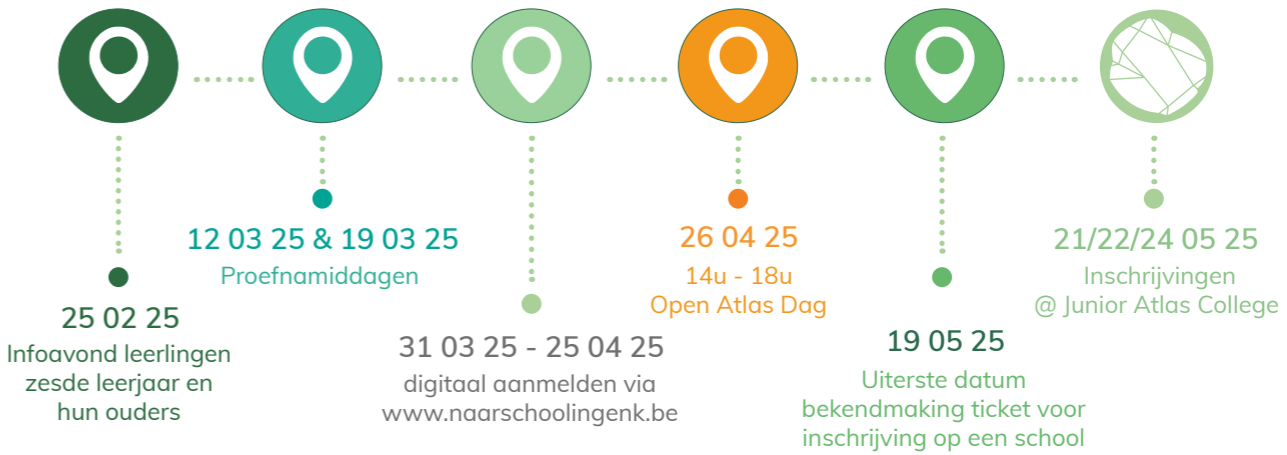 25 02 25
Infoavond leerlingen
zesde leerjaar en
hun ouders
12 03 25 & 19 03 25
Proefnamiddagen
31 03 25 - 25 04 25
digitaal aanmelden via
www.naarschoolingenk.be
26 04 25
14u - 18u
Open Atlas Dag
19 05 25
Uiterste datum
bekendmaking ticket voor
inschrijving op een school
21/22/24 05 25
Inschrijvingen
@ Junior Atlas College